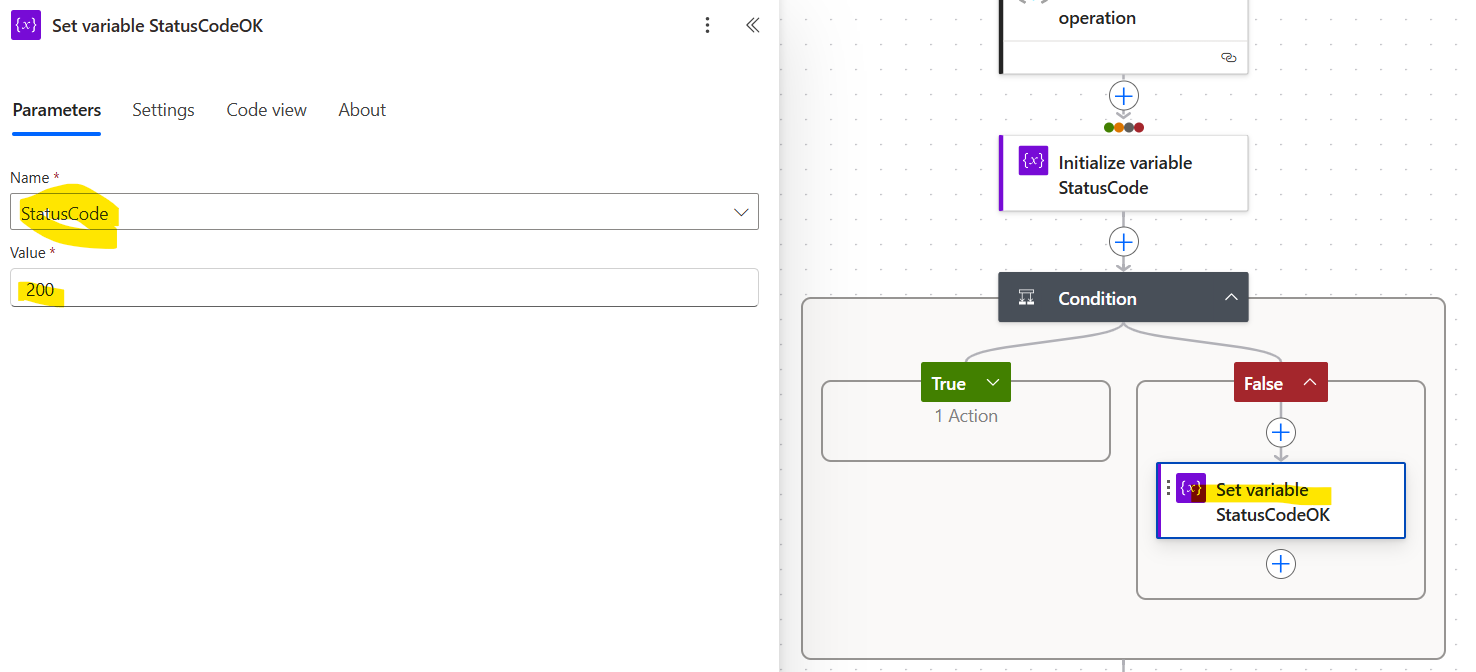 {x} Set variable StatusCodeOK
Parameters Settings Code view About
Name *
StatusCode
Value *
200
operation
{x} Initialize variable
StatusCode
Condition
True
1 Action
False
{x} Set variable
StatusCodeOK